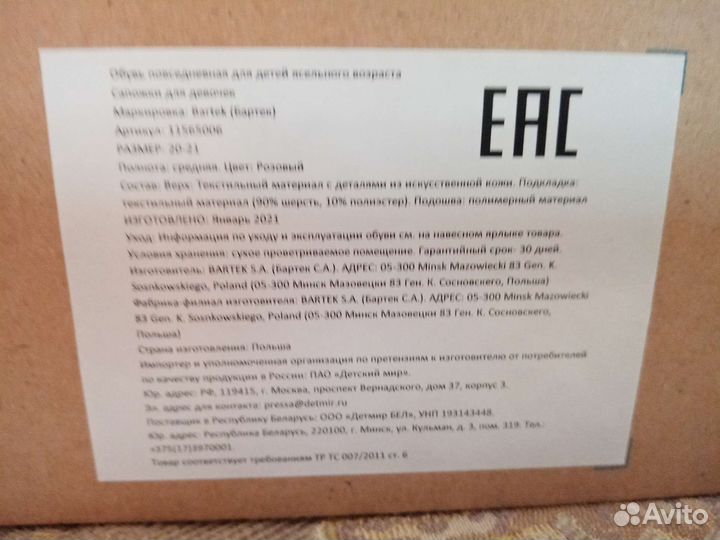 Обувь повседневная для детей ясельного возраста
Сапожки для девочек
Маркировка: Bartek (Бартек)
Артикул: 11565006
РАЗМЕР: 20-21
Полнота: средняя. Цвет: Розовый
Состав: Верх: Текстильный материал с деталями из искусственной кожи. Подкладка:
текстильный материал (90% шерсть, 10% полиэстер). Подошва: полимерный материал
ИЗГОТОВЛЕНО: Январь 2021
Уход: Информация по уходу и эксплуатации обуви см. на навесном ярлыке товара.
Условия хранения: сухое проветриваемое помещение. Гарантийный срок- 30 дней.
Изготовитель: BARTEK S.A. (Бартек С.А.). АДРЕС: 05-300 Minsk Mazowiecki 83 Gen. K.
Sosnkowskiego, Poland (05-300 Минск Мазовецки 83 Ген. К. Сосновскего, Польша)
Фабрика-филиал изготовителя: BARTEK S.A. (Бартек С.А.). АДРЕС: 05-300 Minsk Mazowiecki
83 Gen. K. Sosnkowskiego, Poland (05-300 Минск Мазовецки 83 Ген. К. Сосновскего,
Польша)
Страна изготовления: Польша
Импортер и уполномоченная организация по претензиям к изготовителю от потребителей
по качеству продукции в России: ПАО «Детский мир».
Юр. адрес: РФ, 119415, г. Москва, проспект Вернадского, дом 37, корпус 3.
Эл. адрес для контакта: pressa@detmir.ru
Поставщик в Республику Беларусь: ООО «Детмир БЕЛ», УНП 193143448.
Юр. адрес: Республика Беларусь, 220100, г. Минск, ул. Кульман, д. 3, пом. 319. Тел.:
+375(17)3970001.
Товар соответствует требованиям ТР ТС 007/2011 ст. 6
EAC
Avito